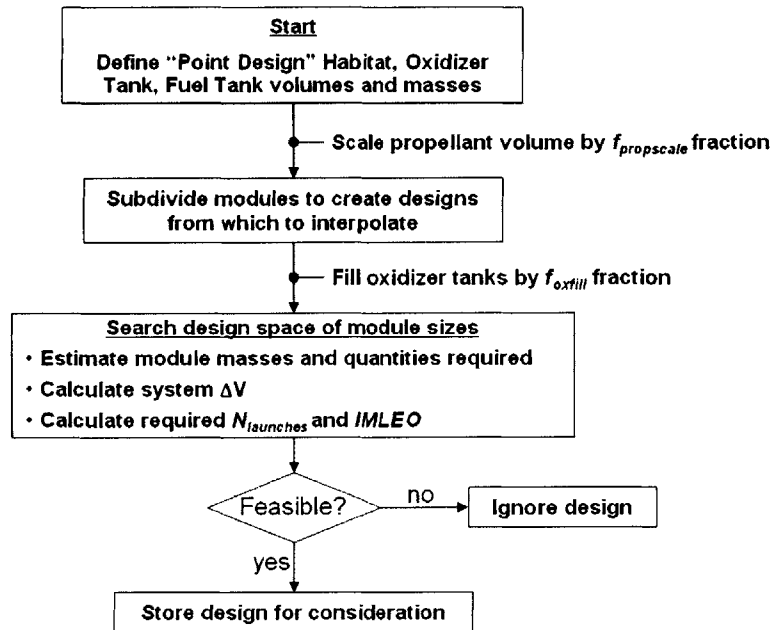 Start
Define “Point Design” Habitat, Oxidizer
Tank, Fuel Tank volumes and masses
Scale propellant volume by fpropscale fraction
Subdivide modules to create designs
from which to interpolate
Fill oxidizer tanks by foxfill fraction
Search design space of module sizes
• Estimate module masses and quantities required
• Calculate system ΔV
• Calculate required Nlaunches and IMLEO
Feasible?
no
Ignore design
yes
Store design for consideration